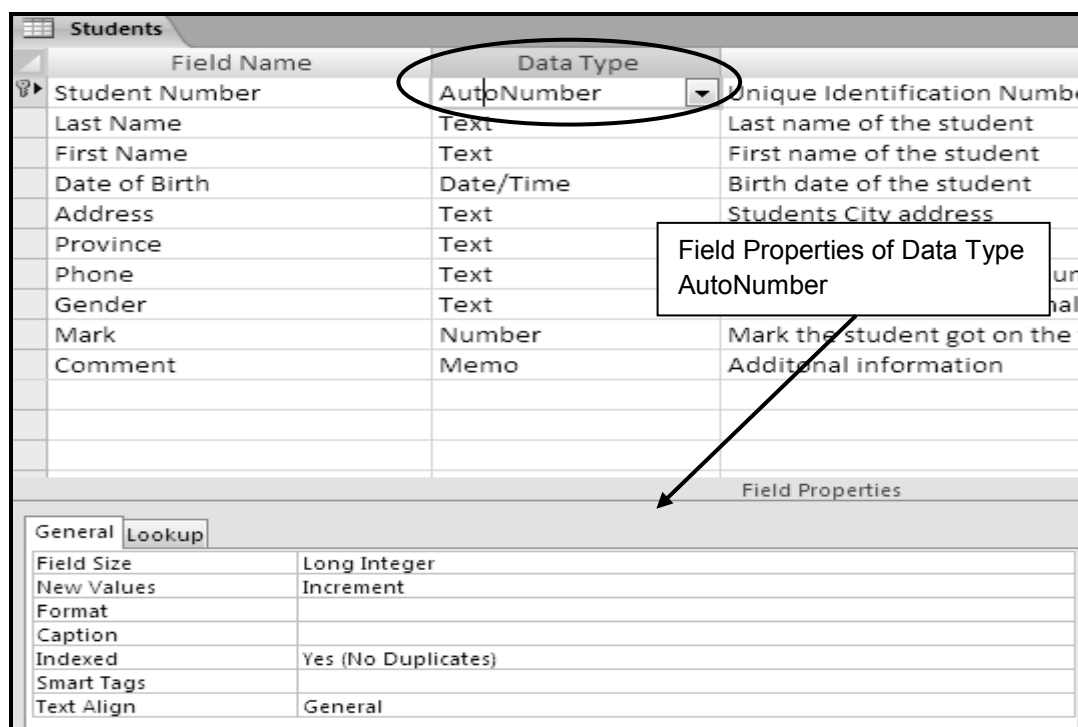 Students
Field Name Data Type
Student Number AutoNumber Unique Identification
Last Name Text Last name of the student
First Name Text First name of the student
Date of Birth Date/Time Birth date of the student
Address Text Students City address
Province Text
Phone Text
Gender Text
Mark Number Mark the student got on the
Comment Memo Additonal information
Field Properties of Data Type
AutoNumber
Field Properties
General Lookup
Field Size Long Integer
New Values Increment
Format
Caption
Indexed Yes (No Duplicates)
Smart Tags
Text Align General